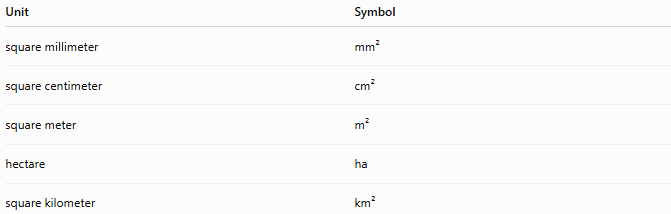 Unit Symbol
square millimeter mm²
square centimeter cm²
square meter m²
hectare ha
square kilometer km²